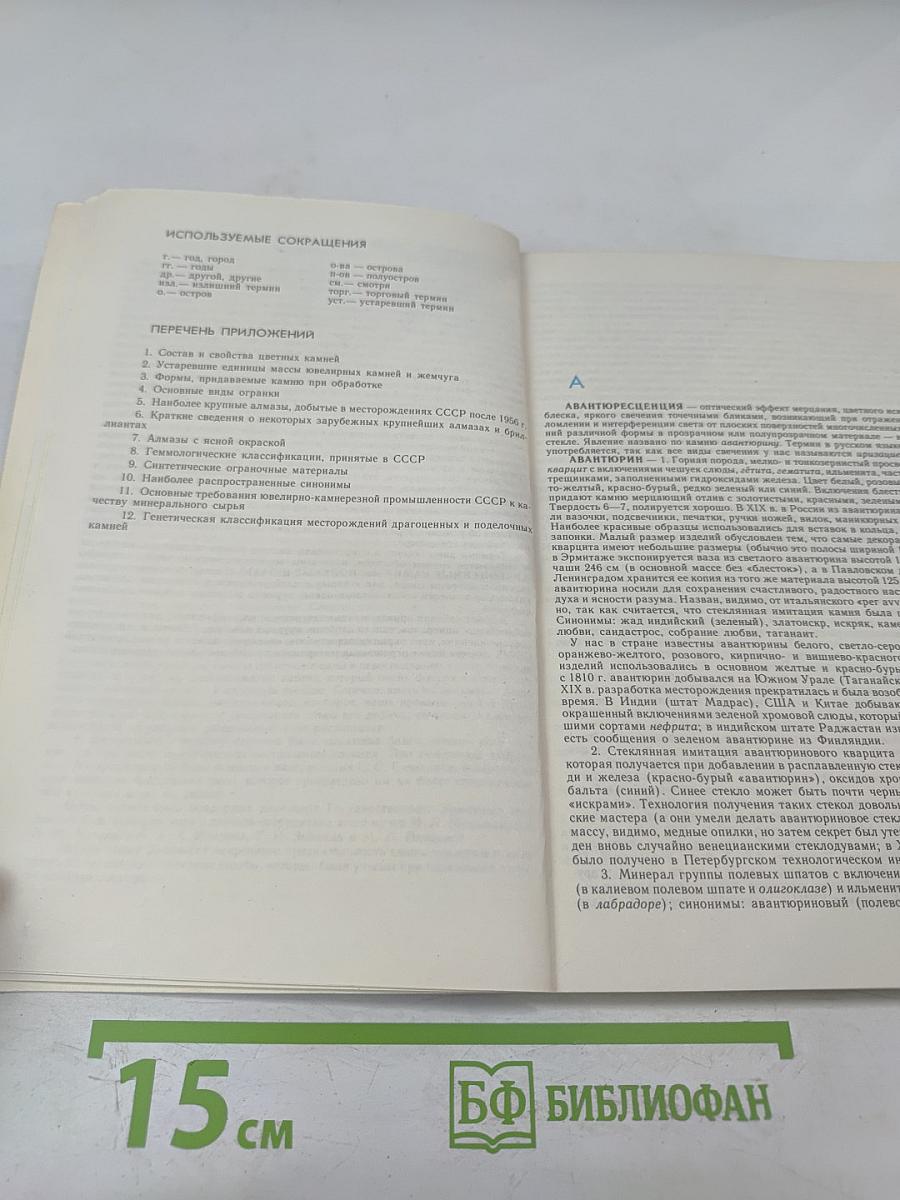 ИСПОЛЬЗУЕМЫЕ СОКРАЩЕНИЯ
г.— год, город
гг. — годы
др.— другой, другие
изл.— излишний термин
о.— остров
о-ва — острова
п-ов — полуостров
см.— смотри
торг.— торговый термин
уст.— устаревший термин
ПЕРЕЧЕНЬ ПРИЛОЖЕНИЙ
1. Состав и свойства цветных камней
2. Устаревшие единицы массы ювелирных камней и жемчуга
3. Формы, придаваемые камню при обработке
4. Основные виды огранки
5. Наиболее крупные алмазы, добытые в месторождениях СССР после 1956 г.
6. Краткие сведения о некоторых зарубежных крупнейших алмазах и брил-
лиантах
7. Алмазы с ясной окраской
8. Геммологические классификации, принятые в СССР
9. Синтетические ограночные материалы
10. Наиболее распространенные синонимы
11. Основные требования ювелирно-камнерезной промышленности СССР к ка-
честву минерального сырья
12. Генетическая классификация месторождений драгоценных и поделочных
камней
А
АВАНТЮРЕСЦЕНЦИЯ — оптический эффект мерцания, цветного
блеска, яркого свечения точечными бликами, возникающий при
ломлении и интерференции света от плоских поверхностей
ний различной формы в прозрачном или полупрозрачном материале —
стекле. Явление названо по камню авантюрину. Термин в русском
употребляется, так как все виды свечения у нас называются
АВАНТЮРИН — 1. Горная порода, мелко- и тонкозернистый
кварцит с включениями чешуек слюды, гётита, гематита, ильменита,
трещинками, заполненными гидроксидами железа. Цвет белый,
то-желтый, красно-бурый, редко зеленый или синий. Включения
придают камню мерцающий отлив с золотистыми, красными,
Твердость 6—7, полируется хорошо. В XIX в. в России из
ли вазочки, подсвечники, печатки, ручки ножей, вилок, маникюрных
Наиболее красивые образцы использовались для вставок в кольца,
запонки. Малый размер изделий обусловлен тем, что самые
кварцита имеют небольшие размеры (обычно это полосы шириной
в Эрмитаже экспонируется ваза из светлого авантюрина высотой
чаши 246 см (в основной массе без «блесток»), а в Павловском
Ленинградом хранится ее копия из того же материала высотой 125
авантюрина носили для сохранения счастливого, радостного
духа и ясности разума. Назван, видимо, от итальянского «per
но, так как считается, что стеклянная имитация камня была
Синонимы: жад индийский (зеленый), златоискр, искряк,
любви, сандастрос, собрание любви, таганаит.
У нас в стране известны авантюрины белого,
оранжево-желтого, розового, кирпично- и
изделий использовались в основном желтые и
с 1810 г. авантюрин добывался на Южном Урале
XIX в. разработка месторождения прекратилась и была
время. В Индии (штат Мадрас), США и Китае
окрашенный включениями зеленой хромовой слюды,
шими сортами нефрита; в индийском штате Раджастан
есть сообщения о зеленом авантюрине из Финляндии.
2. Стеклянная имитация авантюринового кварцита
которая получается при добавлении в расплавленную
ди и железа (красно-бурый «авантюрин»), оксидов
бальта (синий). Синее стекло может быть почти
«искрами». Технология получения таких стекол
ские мастера (а они умели делать авантюриновое
массу, видимо, медные опилки, но затем секрет был
ден вновь случайно венецианскими стеклодувами; в
было получено в Петербургском технологическом
3. Минерал группы полевых шпатов с
(в калиевом полевом шпате и олигоклазе) и
(в лабрадоре); синонимы: авантюриновый
15 см
БФ БИБЛИОФАН